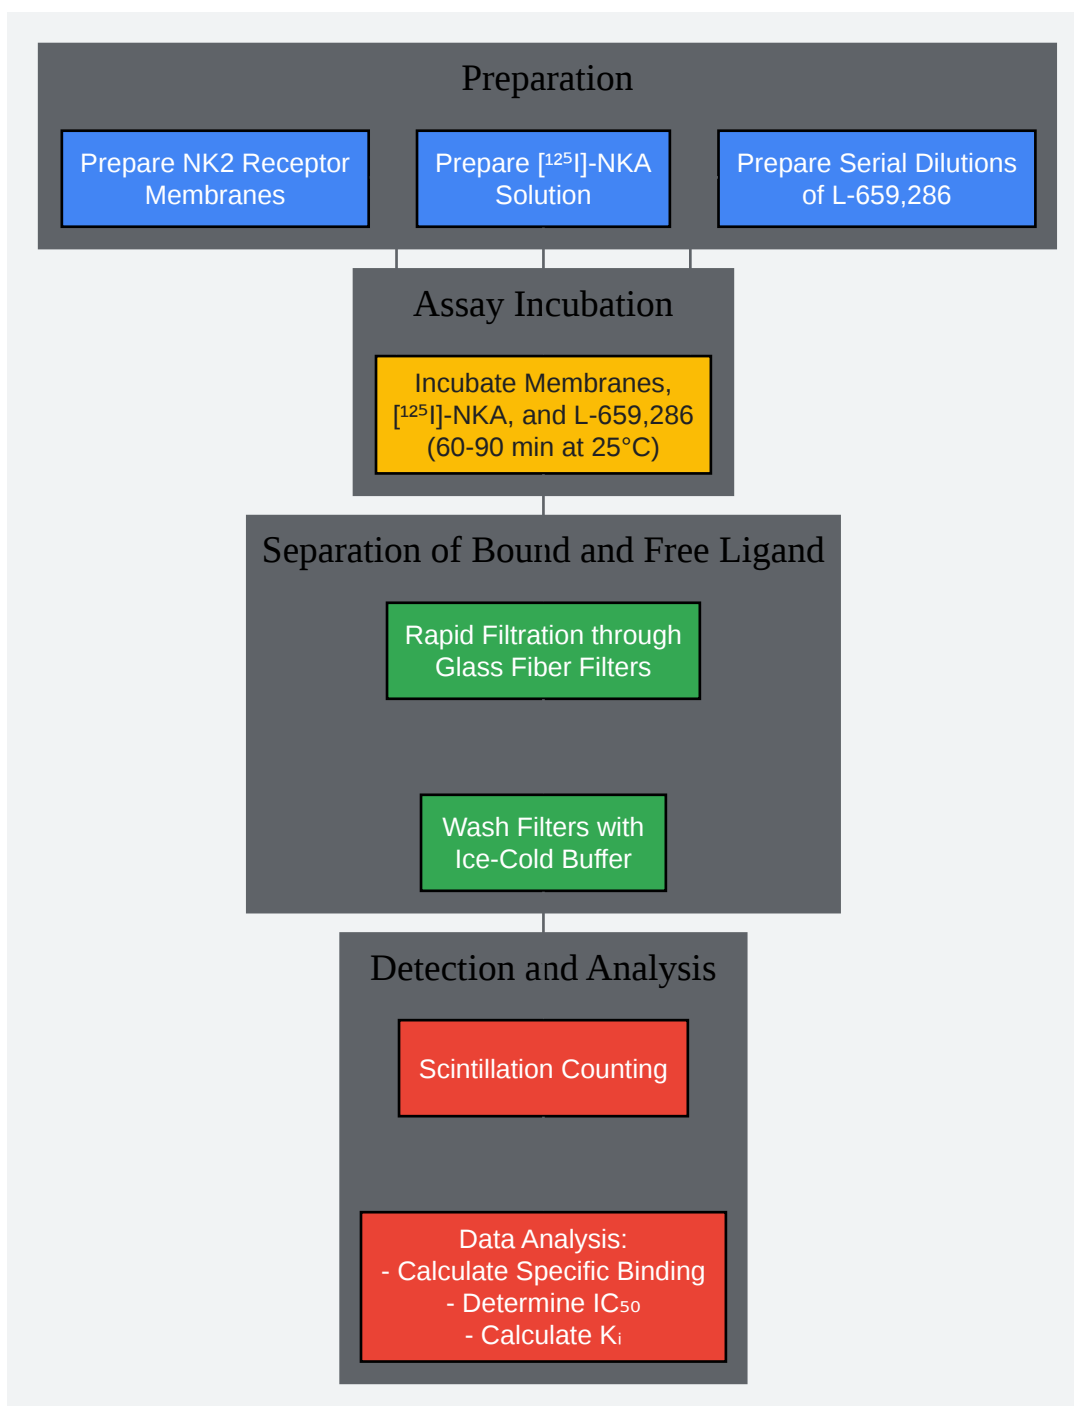 Preparation
Prepare NK2 Receptor
Membranes
Prepare [¹²⁵I]-NKA
Solution
Prepare Serial Dilutions
of L-659,286
Assay Incubation
Incubate Membranes,
[¹²⁵I]-NKA, and L-659,286
(60-90 min at 25°C)
Separation of Bound and Free Ligand
Rapid Filtration through
Glass Fiber Filters
Wash Filters with
Ice-Cold Buffer
Detection and Analysis
Scintillation Counting
Data Analysis:
- Calculate Specific Binding
- Determine IC₅₀
- Calculate Kᵢ